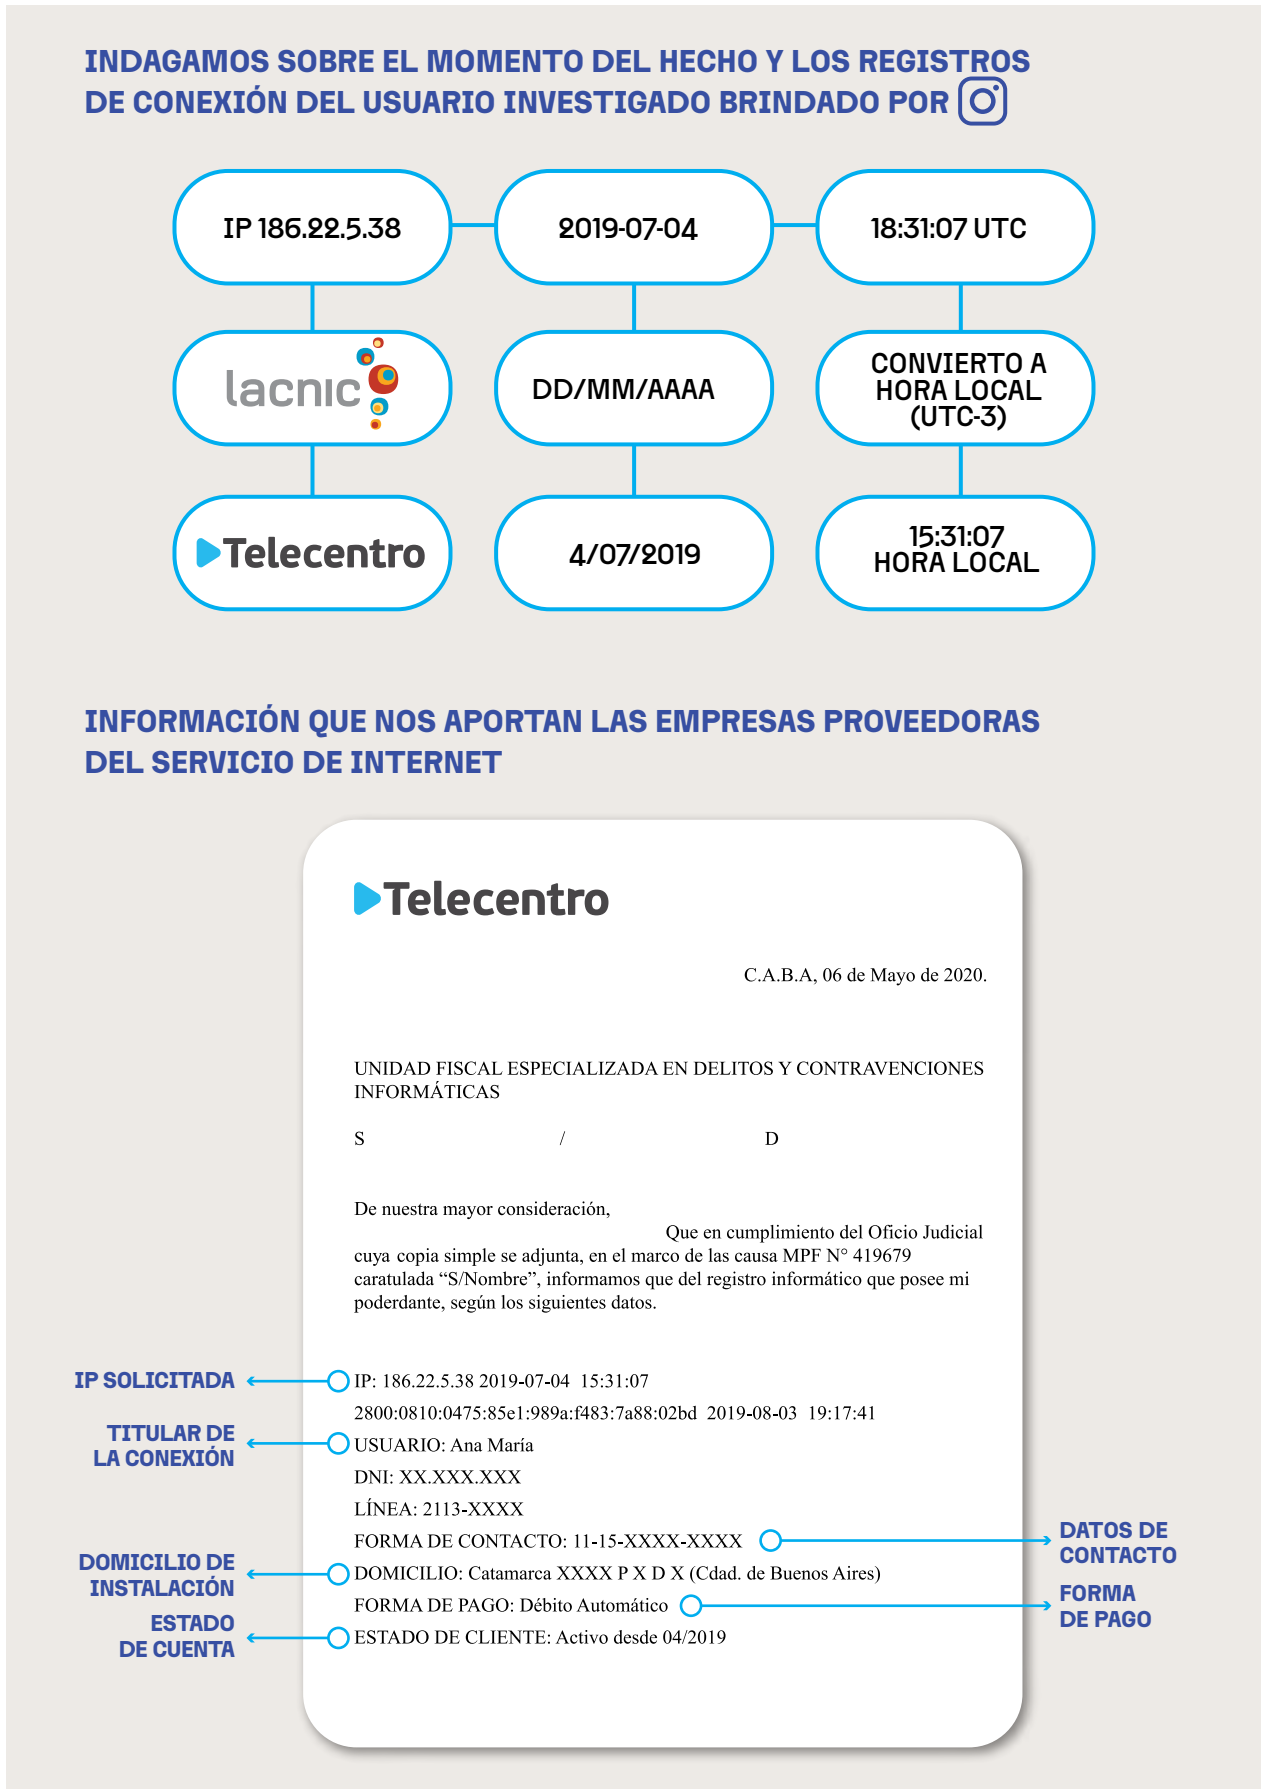 INDAGAMOS SOBRE EL MOMENTO DEL HECHO Y LOS REGISTROS
DE CONEXIÓN DEL USUARIO INVESTIGADO BRINDADO POR
IP 186.22.5.38
2019-07-04
18:31:07 UTC
lacnic
DD/MM/AAAA
CONVIERTO A
HORA LOCAL
(UTC-3)
Telecentro
4/07/2019
15:31:07
HORA LOCAL
INFORMACIÓN QUE NOS APORTAN LAS EMPRESAS PROVEEDORAS
DEL SERVICIO DE INTERNET
Telecentro
C.A.B.A, 06 de Mayo de 2020.
UNIDAD FISCAL ESPECIALIZADA EN DELITOS Y CONTRAVENCIONES
INFORMÁTICAS
S / D
De nuestra mayor consideración,
Que en cumplimiento del Oficio Judicial
cuya copia simple se adjunta, en el marco de las causa MPF N° 419679
caratulada “S/Nombre”, informamos que del registro informático que posee mi
poderdante, según los siguientes datos.
IP SOLICITADA
IP: 186.22.5.38 2019-07-04 15:31:07
2800:0810:0475:85e1:989a:f483:7a88:02bd 2019-08-03 19:17:41
TITULAR DE
LA CONEXIÓN
USUARIO: Ana María
DNI: XX.XXX.XXX
LÍNEA: 2113-XXXX
FORMA DE CONTACTO: 11-15-XXXX-XXXX
DATOS DE
CONTACTO
DOMICILIO DE
INSTALACIÓN
DOMICILIO: Catamarca XXXX P X D X (Cdad. de Buenos Aires)
FORMA DE PAGO: Débito Automático
FORMA
DE PAGO
ESTADO
DE CUENTA
ESTADO DE CLIENTE: Activo desde 04/2019